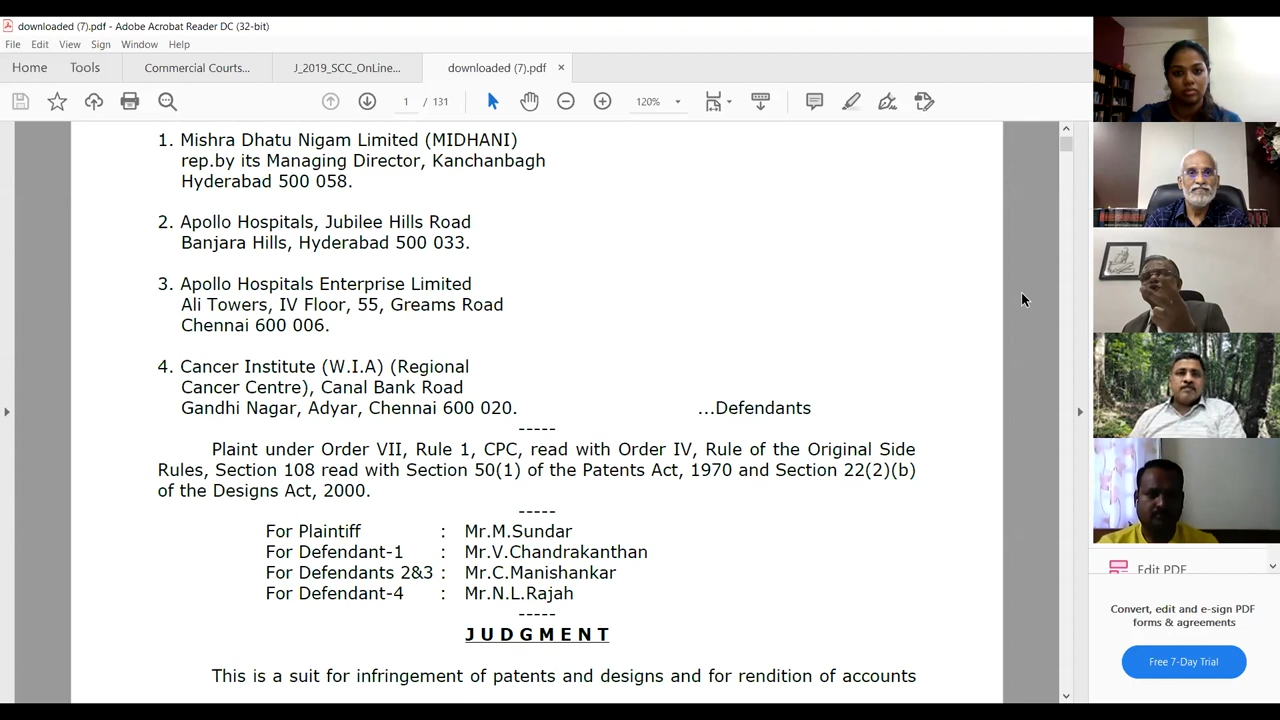 downloaded (7).pdf - Adobe Acrobat Reader DC (32-bit)
File Edit View Sign Window Help
Home Tools Commercial Courts... J_2019_SCC_OnLine... downloaded (7).pdf ×
1 / 131 120%
1. Mishra Dhatu Nigam Limited (MIDHANI)
rep.by its Managing Director, Kanchanbagh
Hyderabad 500 058.
2. Apollo Hospitals, Jubilee Hills Road
Banjara Hills, Hyderabad 500 033.
3. Apollo Hospitals Enterprise Limited
Ali Towers, IV Floor, 55, Greams Road
Chennai 600 006.
4. Cancer Institute (W.I.A) (Regional
Cancer Centre), Canal Bank Road
Gandhi Nagar, Adyar, Chennai 600 020. ...Defendants
-----
Plaint under Order VII, Rule 1, CPC, read with Order IV, Rule of the Original Side
Rules, Section 108 read with Section 50(1) of the Patents Act, 1970 and Section 22(2)(b)
of the Designs Act, 2000.
-----
For Plaintiff : Mr.M.Sundar
For Defendant-1 : Mr.V.Chandrakanthan
For Defendants 2&3 : Mr.C.Manishankar
For Defendant-4 : Mr.N.L.Rajah
-----
J U D G M E N T
This is a suit for infringement of patents and designs and for rendition of accounts
Edit PDF
Convert, edit and e-sign PDF
forms & agreements
Free 7-Day Trial